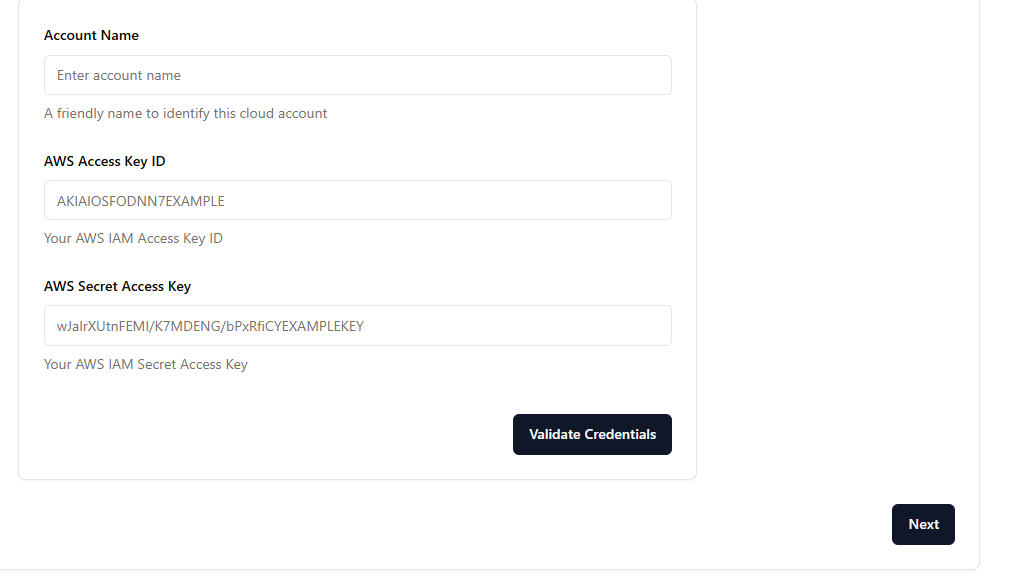 Account Name
Enter account name
A friendly name to identify this cloud account
AWS Access Key ID
AKIAIOSFODNN7EXAMPLE
Your AWS IAM Access Key ID
AWS Secret Access Key
wJalrXUtnFEMI/K7MDENG/bPxRfiCYEXAMPLEKEY
Your AWS IAM Secret Access Key
Validate Credentials
Next